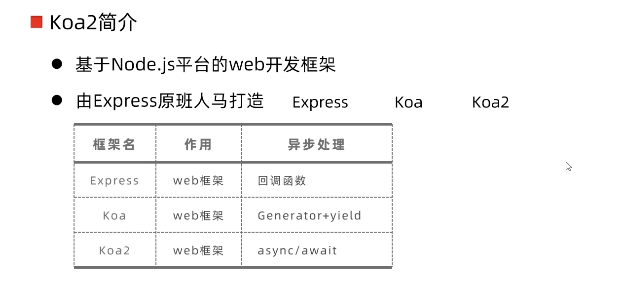 Koa2简介
基于Node.js平台的web开发框架
由Express原班人马打造 Express Koa Koa2
框架名 作用 异步处理
Express web框架 回调函数
Koa web框架 Generator+yield
Koa2 web框架 async/await